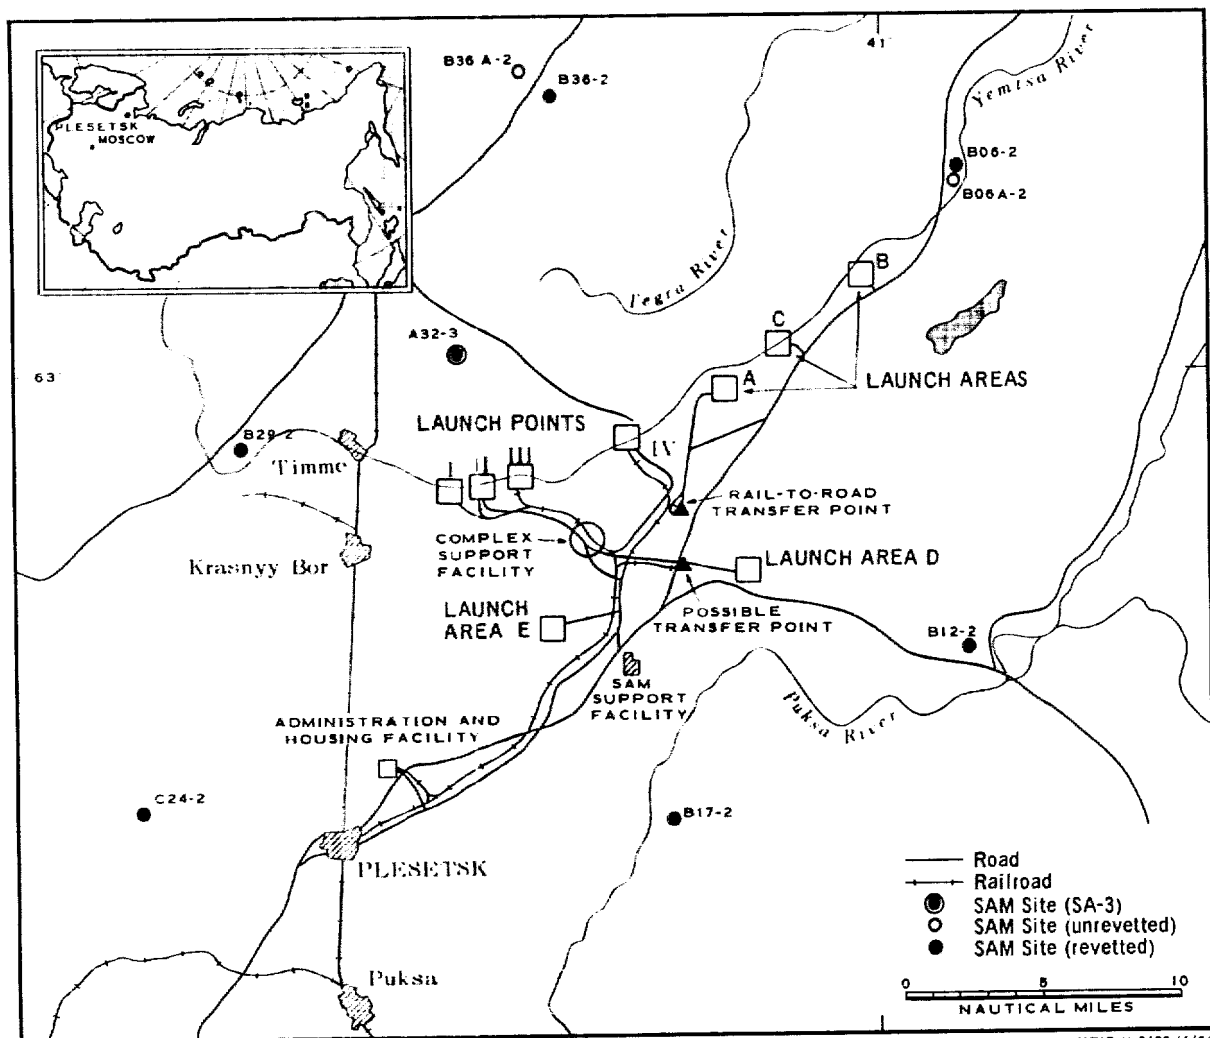 41
B36 A-2
B36-2
Yemtsa River
PLESETSK
MOSCOW
B06-2
B06A-2
B
Tegra River
C
A32-3
63
A
LAUNCH AREAS
LAUNCH POINTS
B29-2
Timme
I
II
III
IV
RAIL-TO-ROAD
TRANSFER POINT
COMPLEX
SUPPORT
FACILITY
Krasnyy Bor
LAUNCH AREA D
LAUNCH
AREA E
POSSIBLE
TRANSFER POINT
B12-2
SAM
SUPPORT
FACILITY
Puksa River
ADMINISTRATION AND
HOUSING FACILITY
C24-2
B17-2
PLESETSK
Puksa
Road
Railroad
SAM Site (SA-3)
SAM Site (unrevetted)
SAM Site (revetted)
0 5 10
NAUTICAL MILES